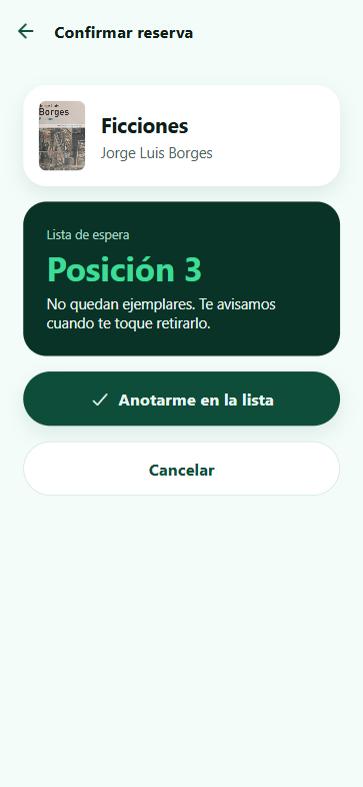 Confirmar reserva
Borges
Ficciones
Jorge Luis Borges
Lista de espera
Posición 3
No quedan ejemplares. Te avisamos
cuando te toque retirarlo.
Anotarme en la lista
Cancelar